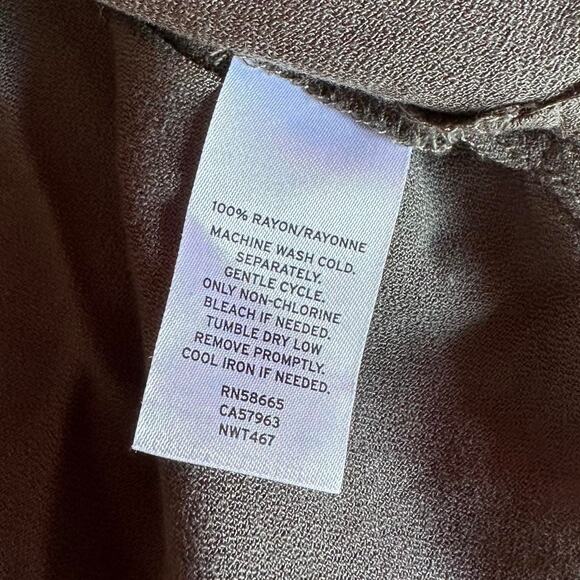 100% RAYON/RAYONNE
MACHINE WASH COLD.
SEPARATELY.
GENTLE CYCLE.
ONLY NON-CHLORINE
BLEACH IF NEEDED.
TUMBLE DRY LOW
REMOVE PROMPTLY.
COOL IRON IF NEEDED.
RN58665
CA57963
NWT467